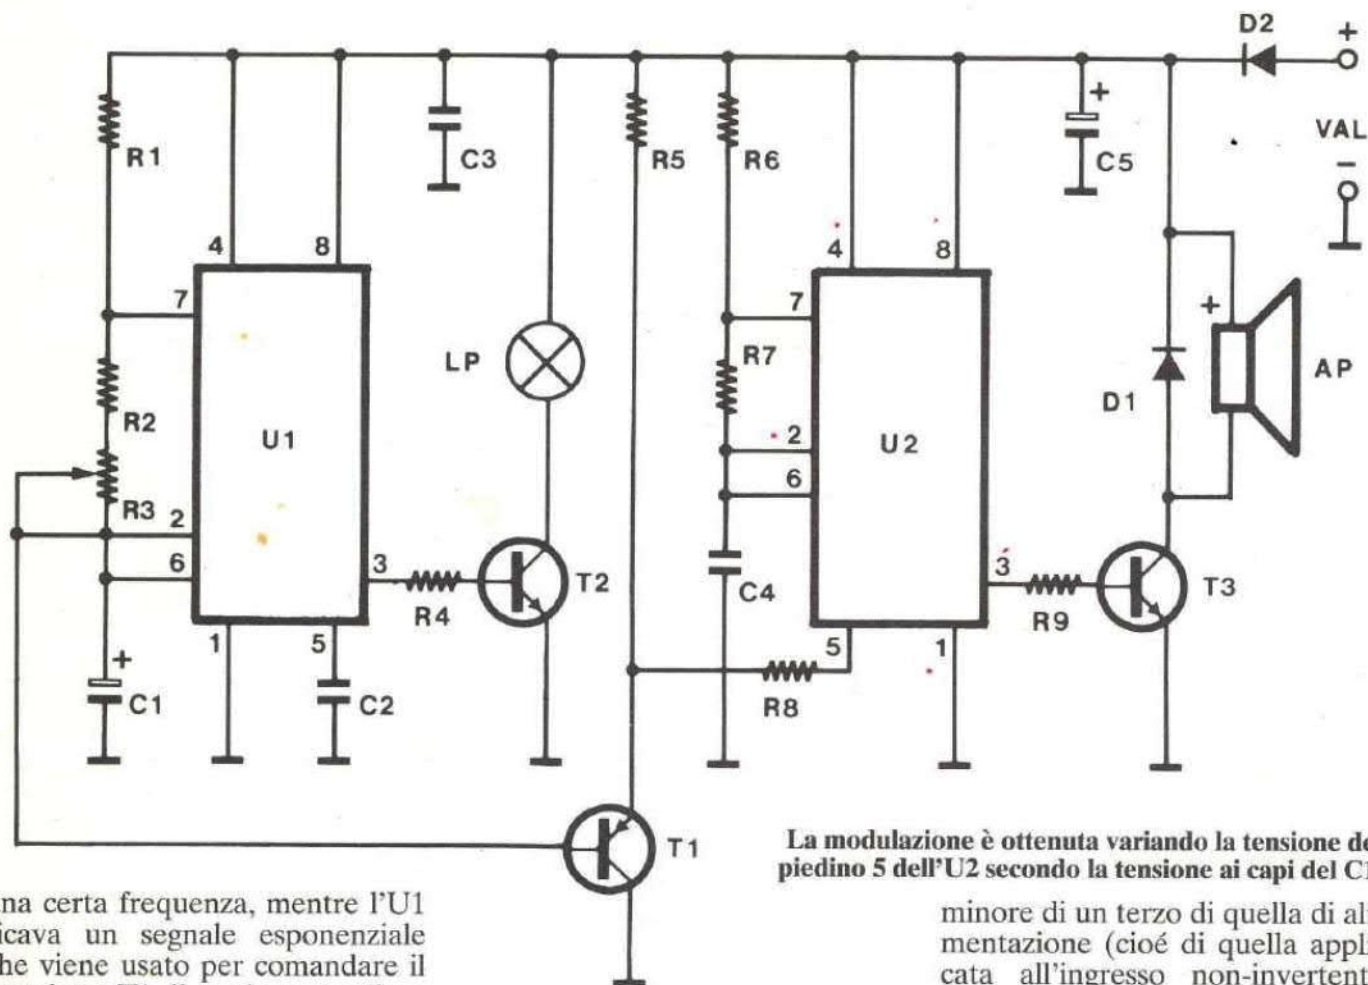 D2
+
VAL
–
R1
C3
R5
R6
+
C5
4
8
4
8
7
7
LP
R7
+
AP
D1
R2
U1
2
U2
R3
2
6
6
3
T2
C4
3
T3
R4
R9
1
5
5
1
+
C1
C2
R8
T1
La modulazione è ottenuta variando la tensione de
piedino 5 dell'U2 secondo la tensione ai capi del C1
na certa frequenza, mentre l'U1
icava un segnale esponenziale
he viene usato per comandare il
minore di un terzo di quella di ali
mentazione (cioé di quella appli
cata all'ingresso non-invertent